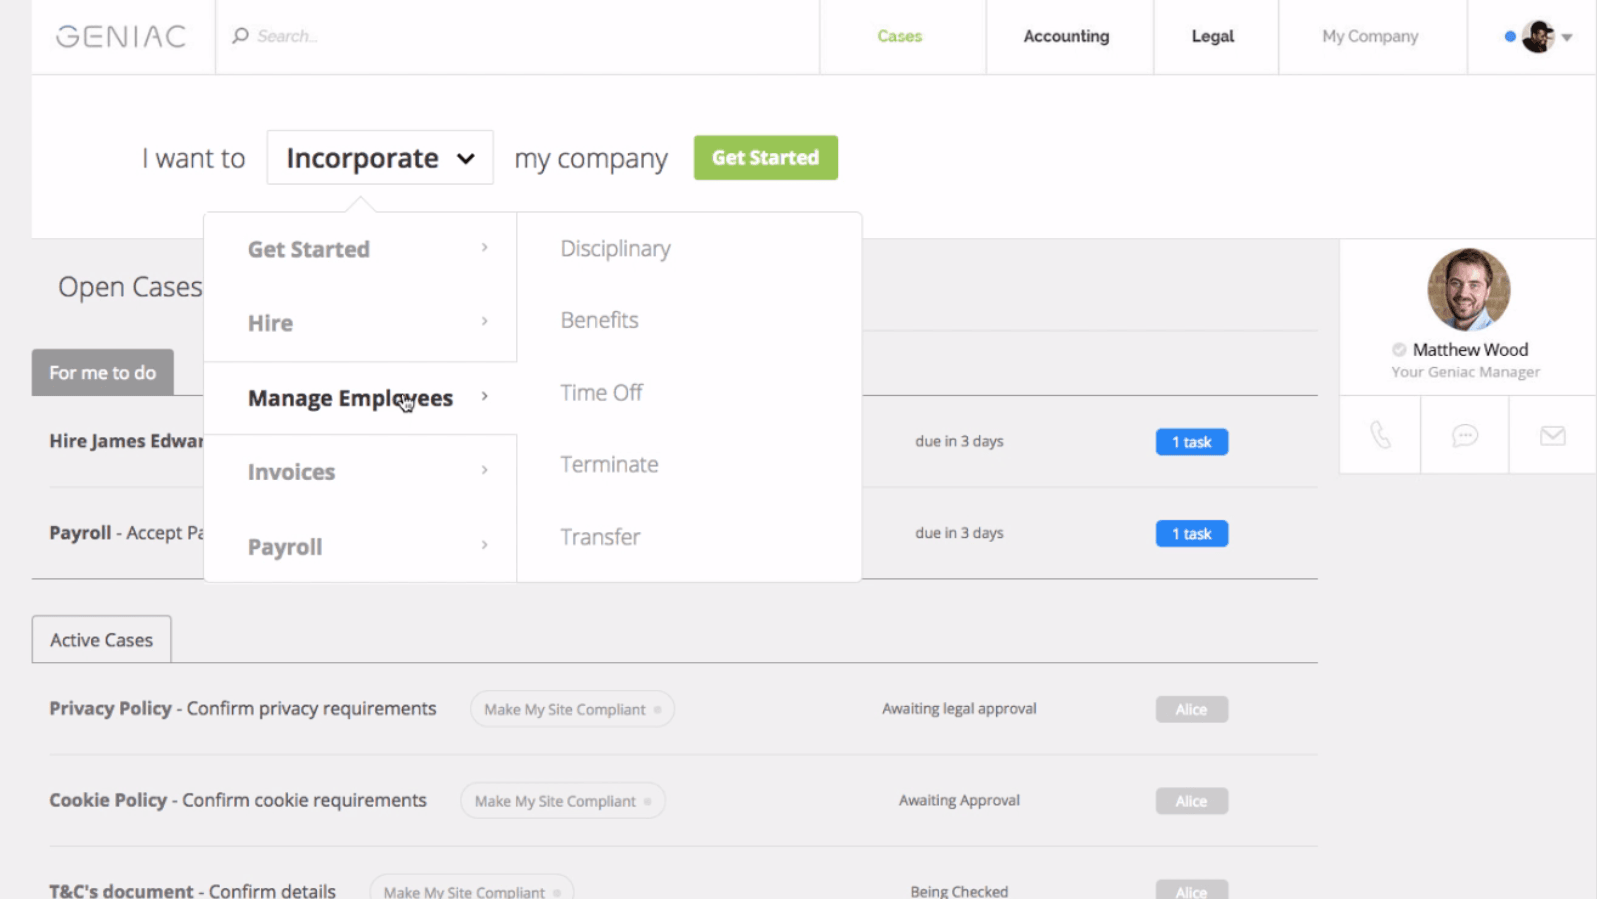 GENIAC
Search..
Cases
Accounting
Legal
My Company
I want to Incorporate my company Get Started
Get Started
Hire
Manage Employees
Invoices
Payroll
Disciplinary
Benefits
Time Off
Terminate
Transfer
Open Cases
For me to do
Hire James Edwar
due in 3 days
1 task
Payroll - Accept Pa
due in 3 days
1 task
Matthew Wood
Your Geniac Manager
Active Cases
Privacy Policy - Confirm privacy requirements
Make My Site Compliant
Awaiting legal approval
Alice
Cookie Policy - Confirm cookie requirements
Make My Site Compliant
Awaiting Approval
Alice
T&C's document - Confirm details
Make My Site Compliant
Being Checked
Alice